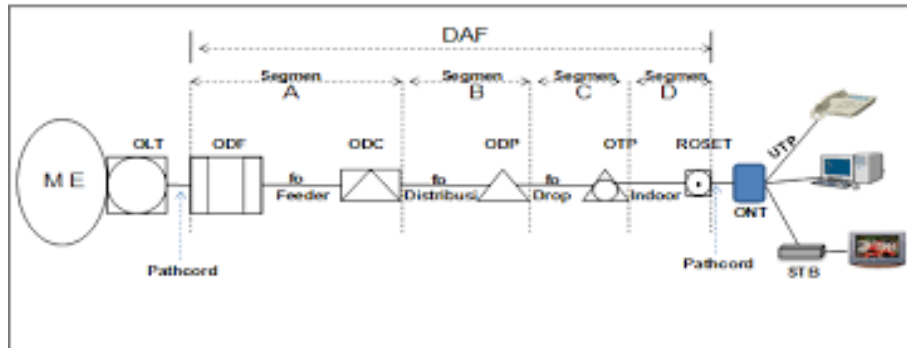 DAF
Segmen
A
Segmen
B
Segmen
C
Segmen
D
M E
OLT
ODF
ODC
ODP
OTP
ROSET
UTP
fo
Feeder
fo
Distribusi
fo
Drop
Indoor
ONT
Pathcord
Pathcord
STB